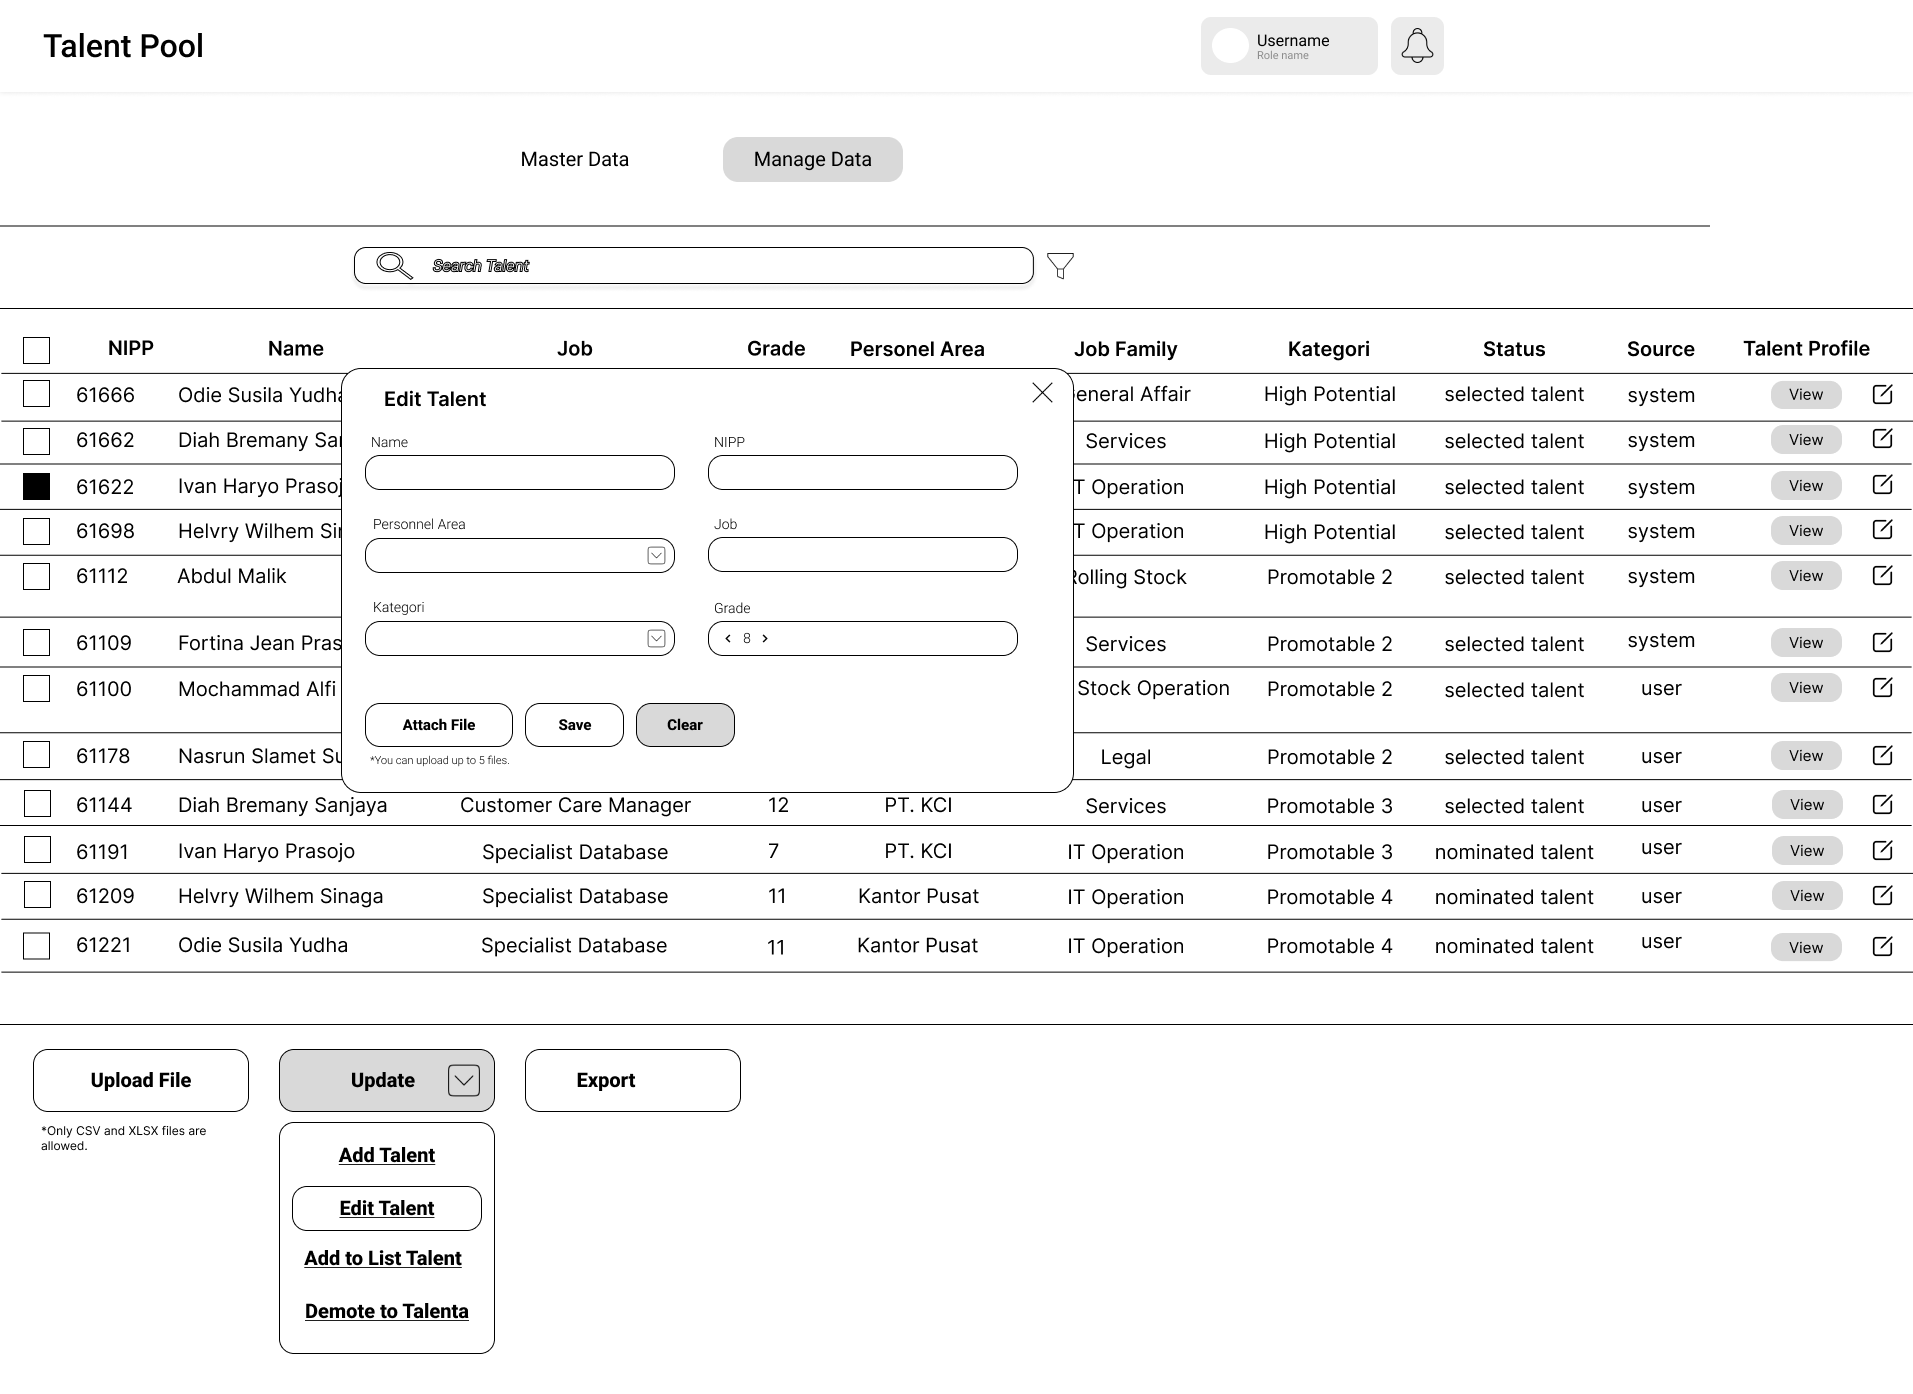 Talent Pool
Username
Role name
Master Data
Manage Data
Search Talent
NIPP Name Job Grade Personel Area Job Family Kategori Status Source Talent Profile
61666 Odie Susila Yudha General Affair High Potential selected talent system View
61662 Diah Bremany High Potential selected talent system View
Services
61622 Ivan Haryo IT Operation High Potential selected talent system View
61698 Helvry Wilhem IT Operation High Potential selected talent system View
61112 Abdul Malik Rolling Stock Promotable 2 selected talent system View
61109 Fortina Jean Services Promotable 2 selected talent system View
61100 Mochammad Alfi Stock Operation Promotable 2 selected talent user View
61178 Nasrun Slamet Legal Promotable 2 selected talent user View
61144 Diah Bremany Sanjaya Customer Care Manager 12 PT. KCI Services Promotable 3 selected talent user View
61191 Ivan Haryo Prasojo Specialist Database 7 PT. KCI IT Operation Promotable 3 nominated talent user View
61209 Helvry Wilhem Sinaga Specialist Database 11 Kantor Pusat IT Operation Promotable 4 nominated talent user View
61221 Odie Susila Yudha Specialist Database 11 Kantor Pusat IT Operation Promotable 4 nominated talent user View
Edit Talent
Name NIPP
Personnel Area Job
Kategori Grade
< 8 >
Attach File Save Clear
*You can upload up to 5 files.
Upload File Update Export
*Only CSV and XLSX files are
allowed.
Add Talent
Edit Talent
Add to List Talent
Demote to Talenta